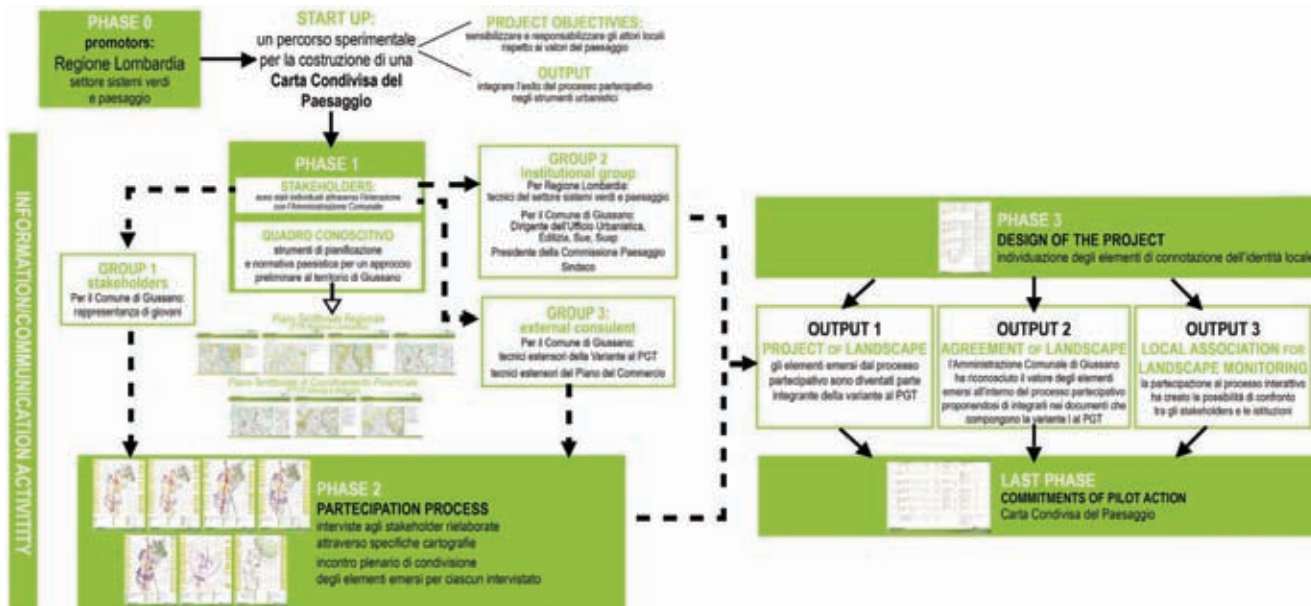 PHASE 0
promotors:
Regione Lombardia
settore sistemi verdi
e paesaggio
START UP:
un percorso sperimentale
per la costruzione di una
Carta Condivisa del
Paesaggio
PROJECT OBJECTIVIES:
sensibilizzare e responsabilizzare gli attori locali
rispetto ai valori del paesaggio
OUTPUT
integrare l'esito del processo partecipativo
negli strumenti urbanistici
INFORMATION/COMMUNICATION ACTIVITY
PHASE 1
STAKEHOLDERS:
sono stati individuati attraverso l'interazione
con l'Amministrazione Comunale
QUADRO CONOSCITIVO
strumenti di pianificazione
e normativa paesistica per un approccio
preliminare al territorio di Giussano
GROUP 1
stakeholders
Per il Comune di Giussano:
rappresentanza di giovani
GROUP 2
institutional group
Per Regione Lombardia:
tecnici del settore sistemi verdi e paesaggio
Per il Comune di Giussano:
Dirigente dell'Ufficio Urbanistica,
Edilizia, Sue, Suap
Presidente della Commissione Paesaggio
Sindaco
GROUP 3:
external consulent
Per il Comune di Giussano:
tecnici estensori della Variante al PGT
tecnici estensori del Piano del Commercio
Piano Territoriale Regionale
Piano Territoriale di Coordinamento Provinciale
PHASE 2
PARTECIPATION PROCESS
interviste agli stakeholder rielaborate
attraverso specifiche cartografie
incontro plenario di condivisione
degli elementi emersi per ciascun intervistato
PHASE 3
DESIGN OF THE PROJECT
individuazione degli elementi di connotazione dell'identità locale
OUTPUT 1
PROJECT OF LANDSCAPE
gli elementi emersi dal processo
partecipativo sono diventati parte
integrante della variante al PGT
OUTPUT 2
AGREEMENT OF LANDSCAPE
l'Amministrazione Comunale di Giussano
ha riconosciuto il valore degli elementi
emersi all'interno del processo partecipativo
proponendosi di integrarli nei documenti che
compongono la variante I al PGT
OUTPUT 3
LOCAL ASSOCIATION FOR
LANDSCAPE MONITORING
la partecipazione al processo interattivo
ha creato la possibilità di confronto
tra gli stakeholders e le istituzioni
LAST PHASE
COMMITMENTS OF PILOT ACTION
Carta Condivisa del Paesaggio